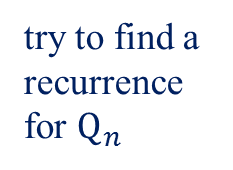 try to find a
recurrence
for Qₙ